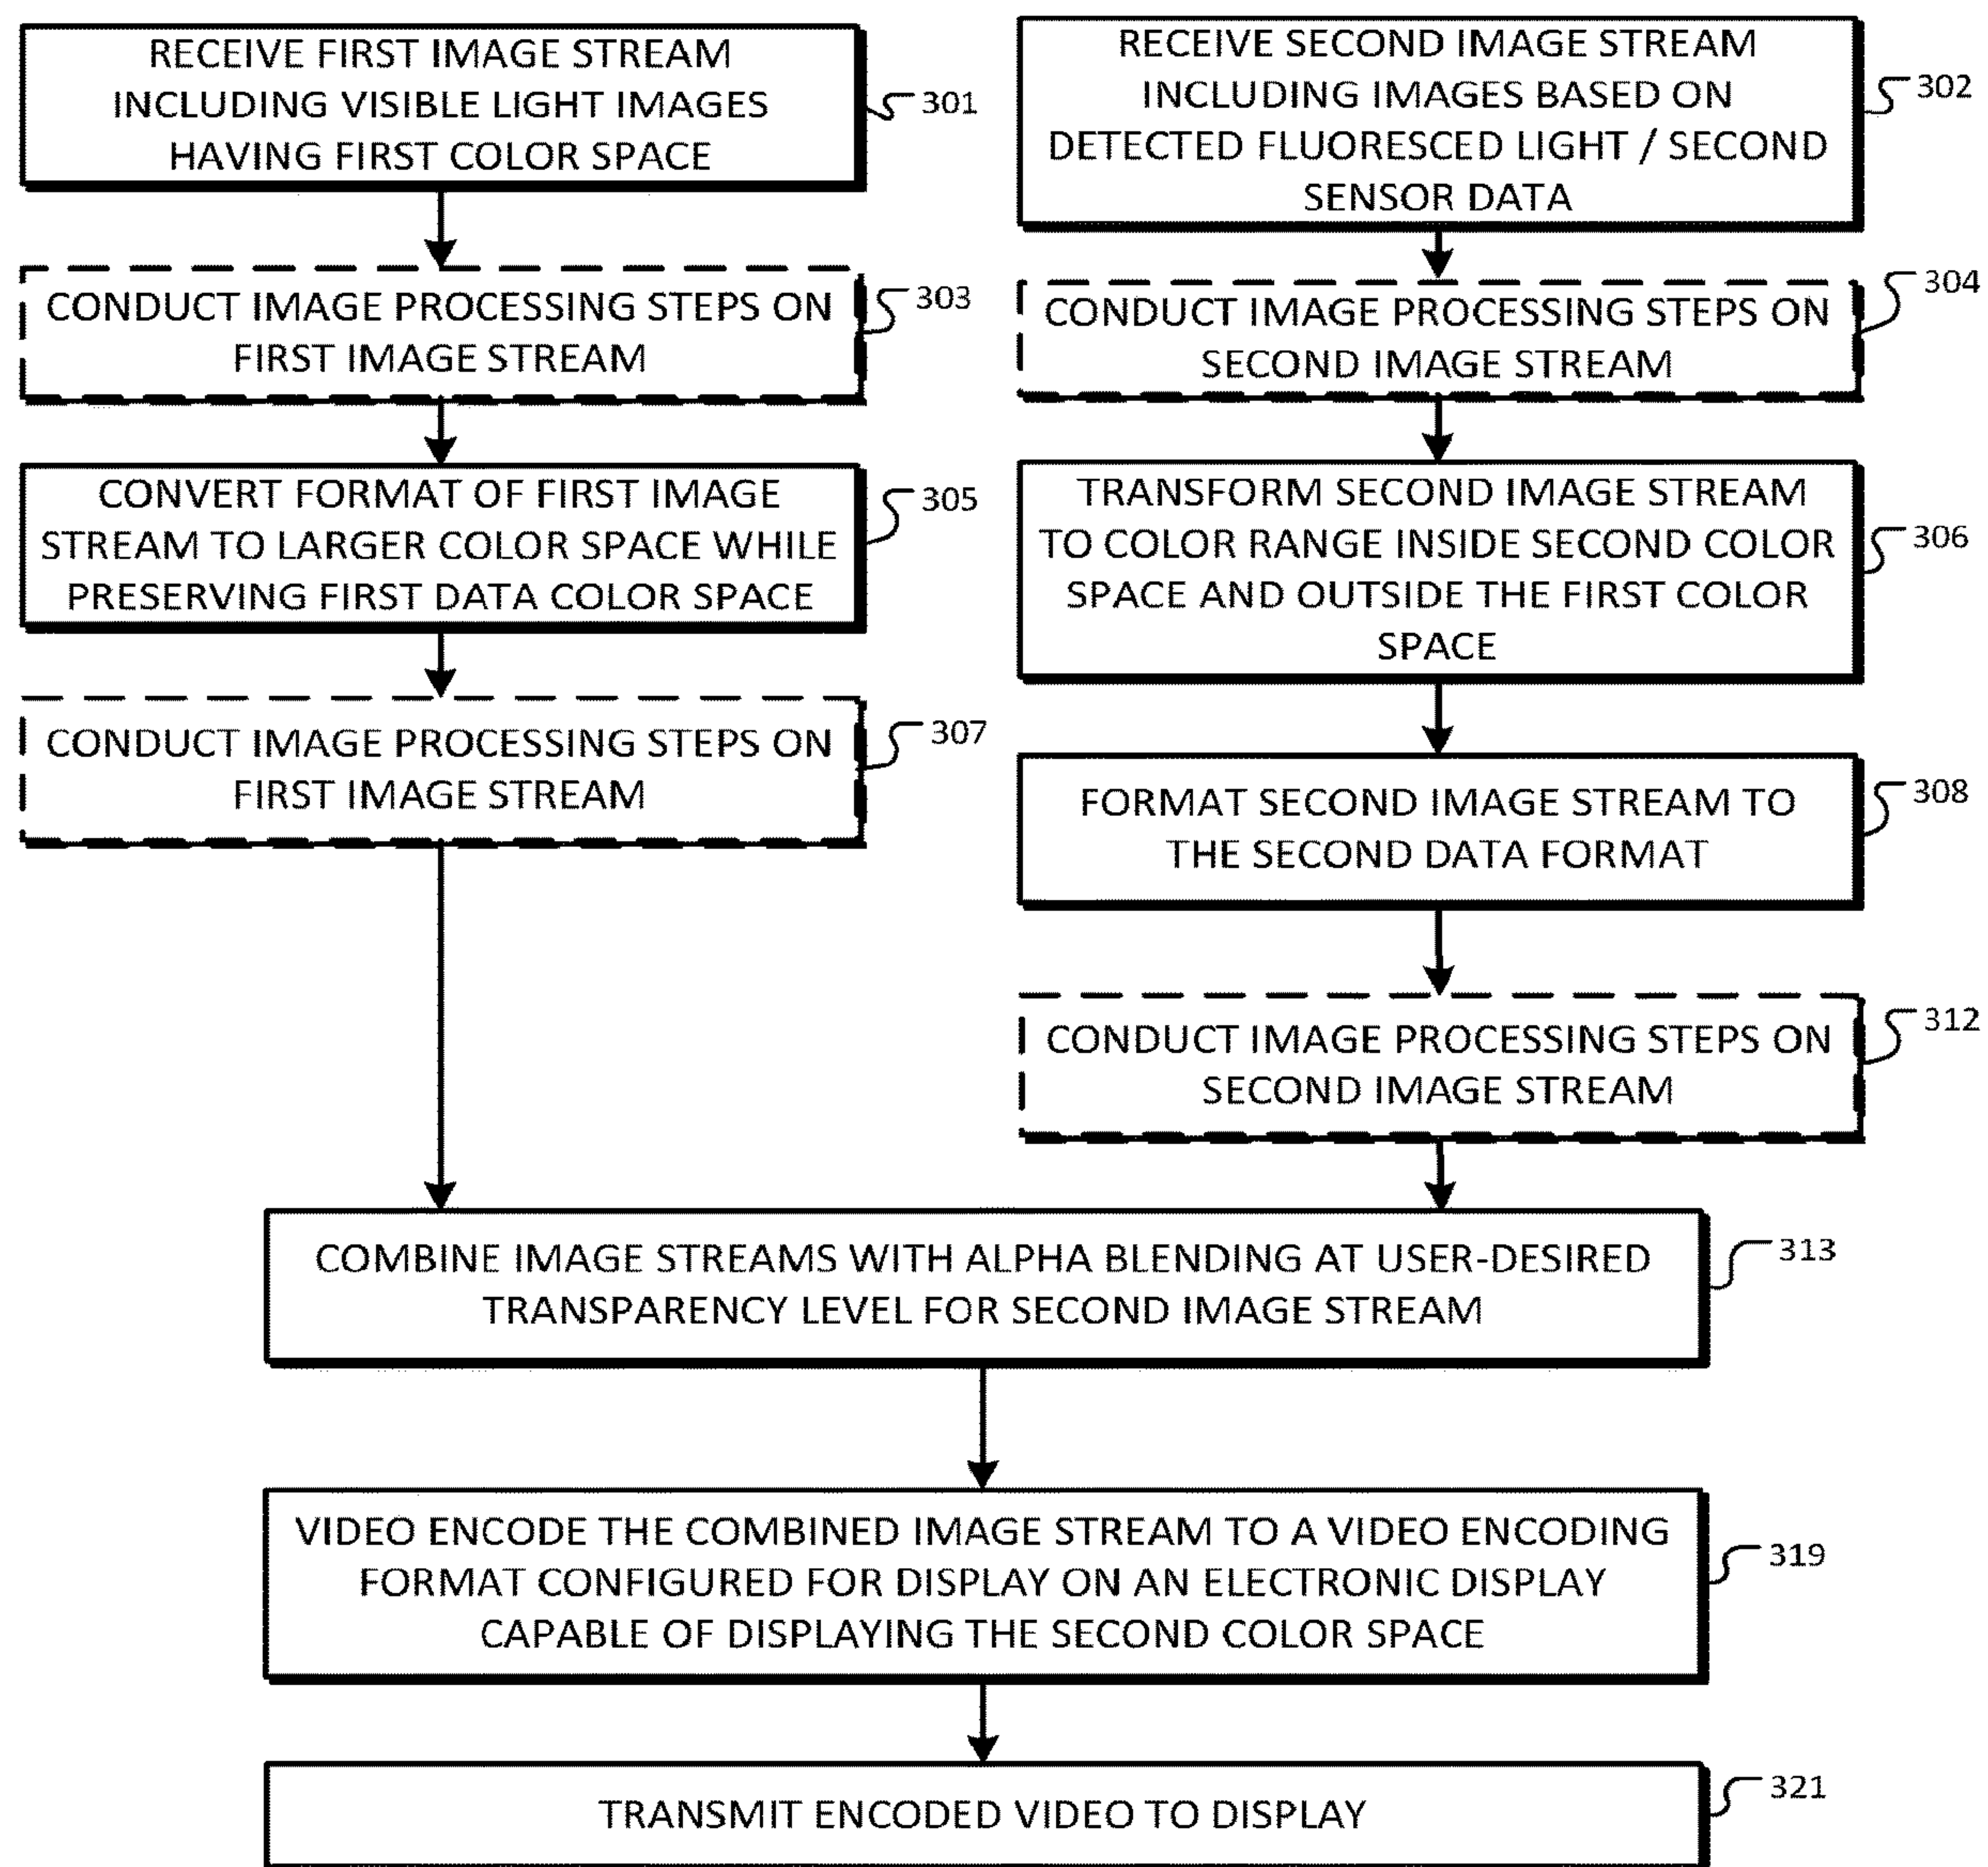 RECEIVE FIRST IMAGE STREAM
INCLUDING VISIBLE LIGHT IMAGES
HAVING FIRST COLOR SPACE
301
RECEIVE SECOND IMAGE STREAM
INCLUDING IMAGES BASED ON
DETECTED FLUORESCED LIGHT / SECOND
SENSOR DATA
302
CONDUCT IMAGE PROCESSING STEPS ON
FIRST IMAGE STREAM
303
CONDUCT IMAGE PROCESSING STEPS ON
SECOND IMAGE STREAM
304
CONVERT FORMAT OF FIRST IMAGE
STREAM TO LARGER COLOR SPACE WHILE
PRESERVING FIRST DATA COLOR SPACE
305
TRANSFORM SECOND IMAGE STREAM
TO COLOR RANGE INSIDE SECOND COLOR
SPACE AND OUTSIDE THE FIRST COLOR
SPACE
306
CONDUCT IMAGE PROCESSING STEPS ON
FIRST IMAGE STREAM
307
FORMAT SECOND IMAGE STREAM TO
THE SECOND DATA FORMAT
308
CONDUCT IMAGE PROCESSING STEPS ON
SECOND IMAGE STREAM
312
COMBINE IMAGE STREAMS WITH ALPHA BLENDING AT USER-DESIRED
TRANSPARENCY LEVEL FOR SECOND IMAGE STREAM
313
VIDEO ENCODE THE COMBINED IMAGE STREAM TO A VIDEO ENCODING
FORMAT CONFIGURED FOR DISPLAY ON AN ELECTRONIC DISPLAY
CAPABLE OF DISPLAYING THE SECOND COLOR SPACE
319
TRANSMIT ENCODED VIDEO TO DISPLAY
321